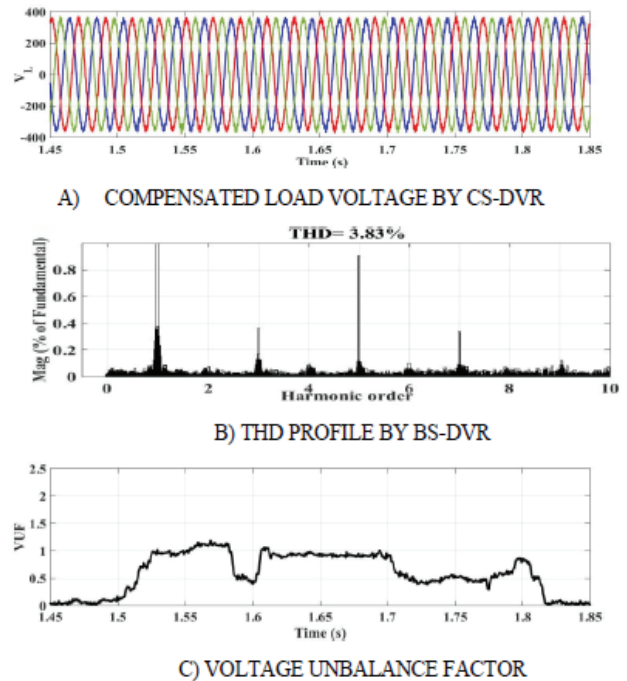 400
200
0
-200
-400
V_L
1.45 1.5 1.55 1.6 1.65 1.7 1.75 1.8 1.85
Time (s)
A) COMPENSATED LOAD VOLTAGE BY CS-DVR
THD= 3.83%
Mag (% of Fundamental)
0.8
0.6
0.4
0.2
0
0 2 4 6 8 10
Harmonic order
B) THD PROFILE BY BS-DVR
VUF
2.5
2
1.5
1
0.5
0
1.45 1.5 1.55 1.6 1.65 1.7 1.75 1.8 1.85
Time (s)
C) VOLTAGE UNBALANCE FACTOR